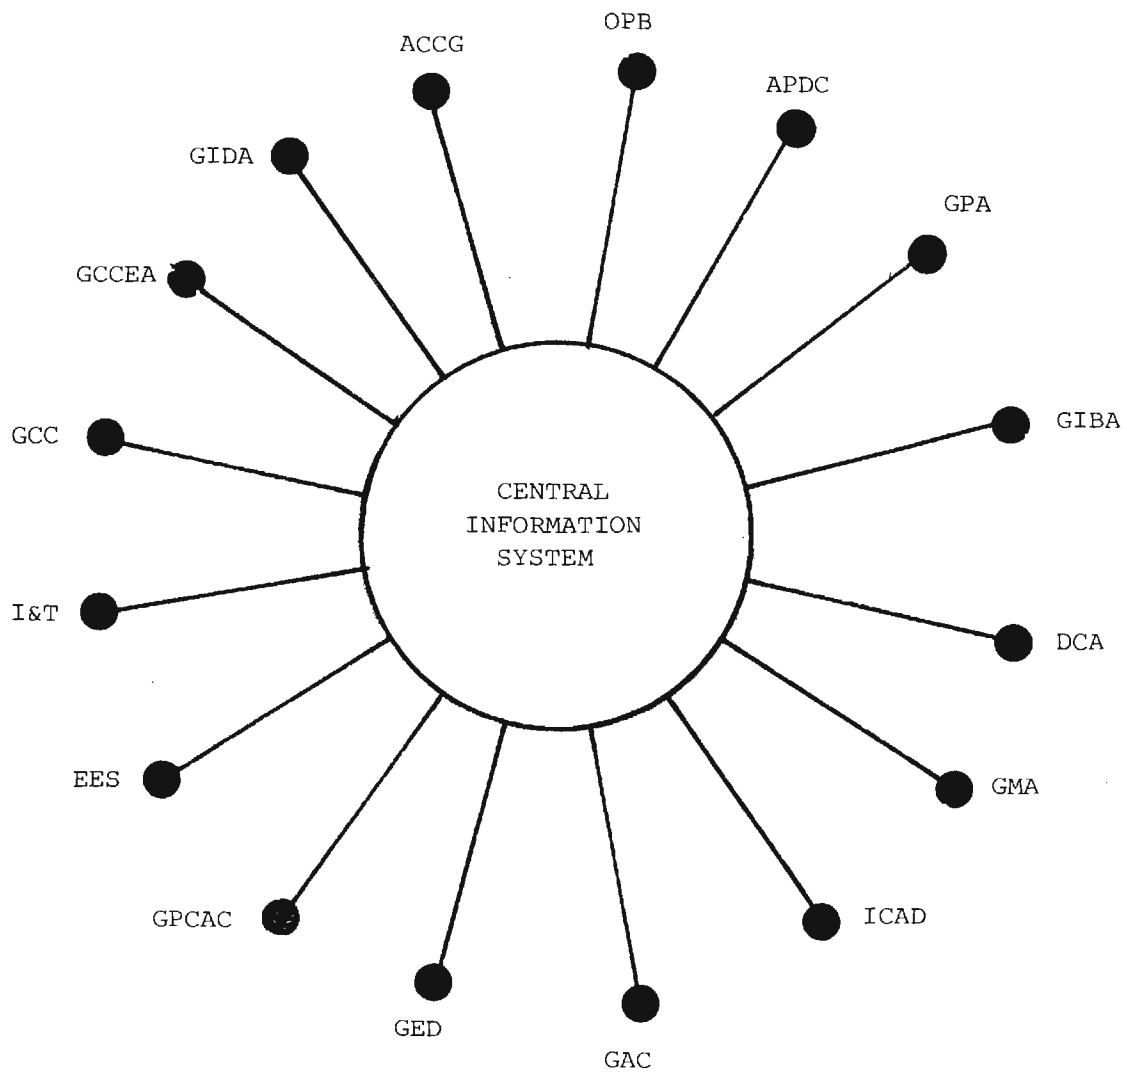 OPB
ACCG
APDC
GIDA
GPA
GCCEA
GIBA
GCC
CENTRAL
INFORMATION
SYSTEM
I&T
DCA
EES
GMA
GPCAC
ICAD
GED
GAC